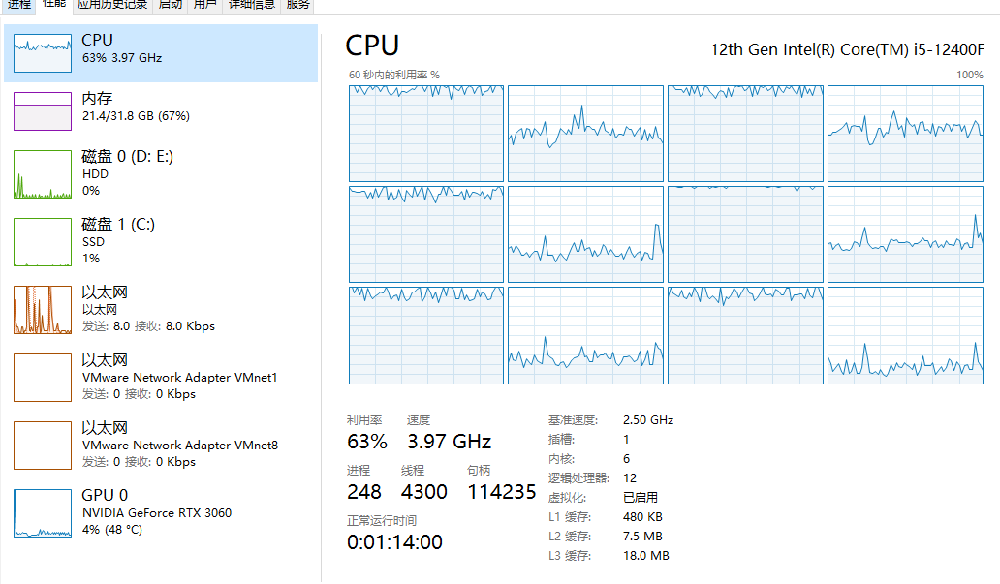 进程 性能 应用历史记录 启动 用户 详细信息 服务
CPU
63% 3.97 GHz
内存
21.4/31.8 GB (67%)
磁盘 0 (D: E:)
HDD
0%
磁盘 1 (C:)
SSD
1%
以太网
以太网
发送: 8.0 接收: 8.0 Kbps
以太网
VMware Network Adapter VMnet1
发送: 0 接收: 0 Kbps
以太网
VMware Network Adapter VMnet8
发送: 0 接收: 0 Kbps
GPU 0
NVIDIA GeForce RTX 3060
4% (48 °C)
CPU
12th Gen Intel(R) Core(TM) i5-12400F
60 秒内的利用率 %
100%
利用率 速度
63% 3.97 GHz
进程 线程 句柄
248 4300 114235
正常运行时间
0:01:14:00
基准速度: 2.50 GHz
插槽: 1
内核: 6
逻辑处理器: 12
虚拟化: 已启用
L1 缓存: 480 KB
L2 缓存: 7.5 MB
L3 缓存: 18.0 MB